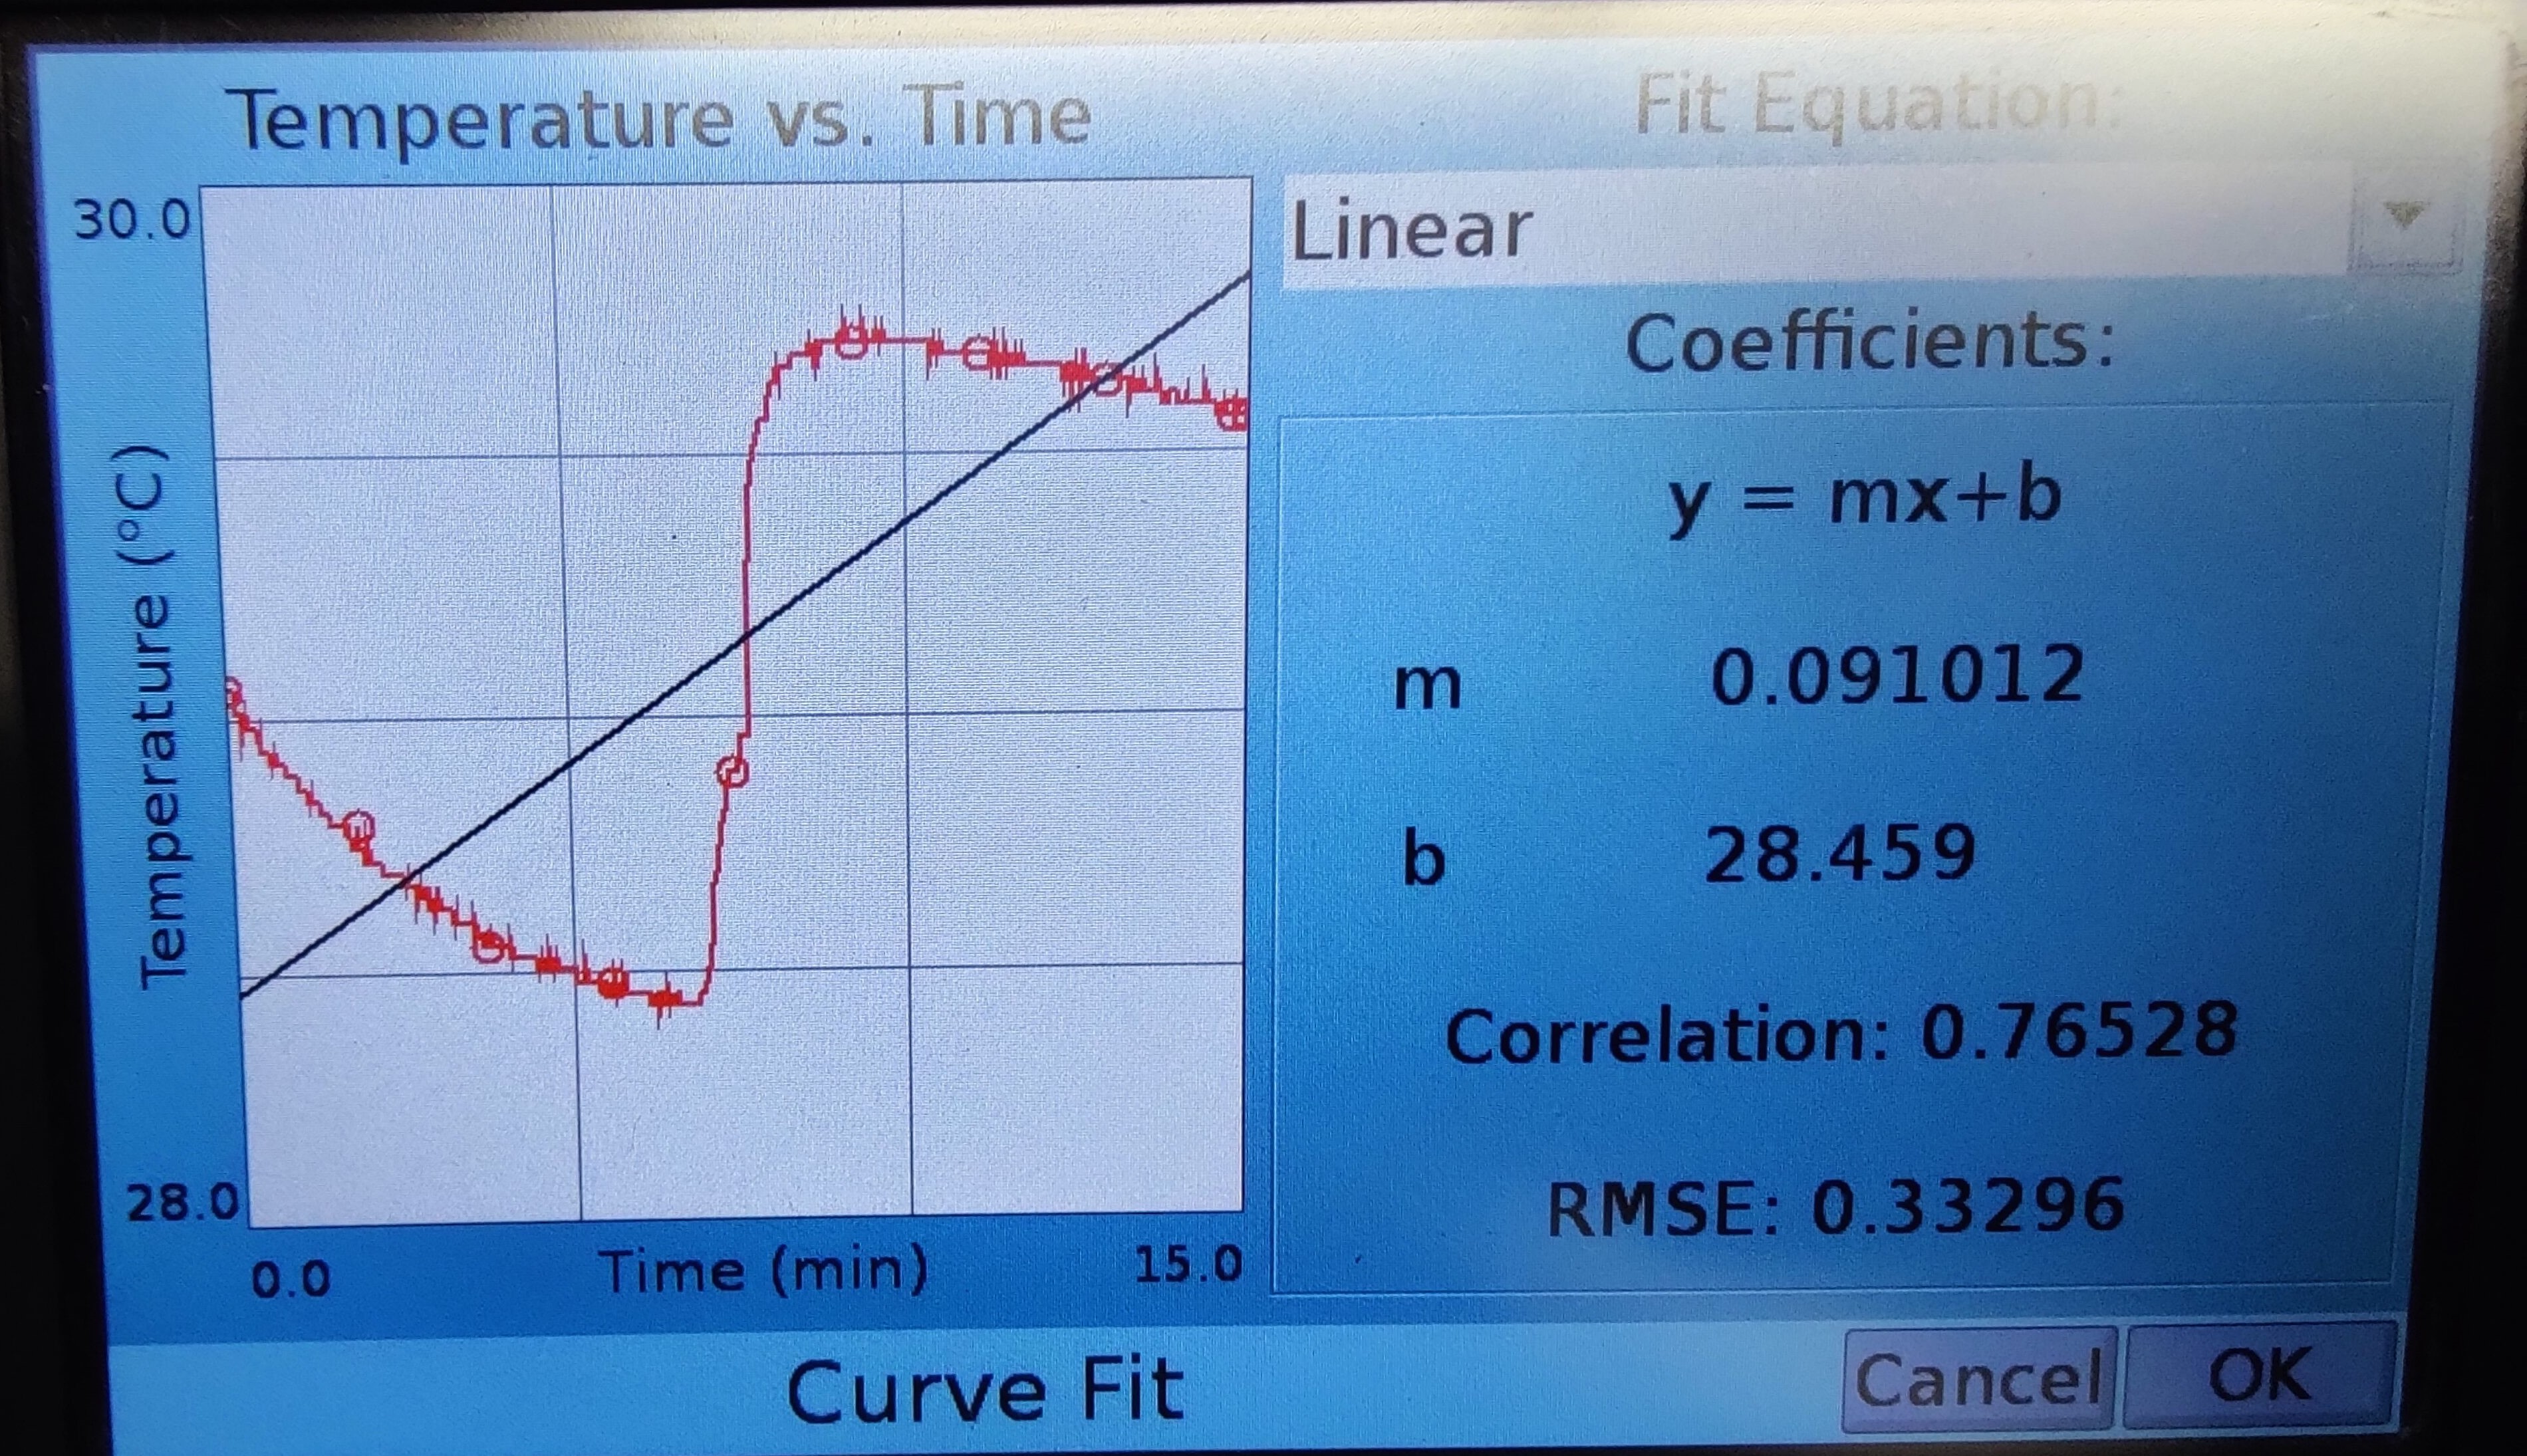 Temperature vs. Time
30.0
Temperature (°C)
28.0
0.0
Time (min)
15.0
Fit Equation:
Linear
Coefficients:
y = mx+b
m 0.091012
b 28.459
Correlation: 0.76528
RMSE: 0.33296
Curve Fit
Cancel
OK